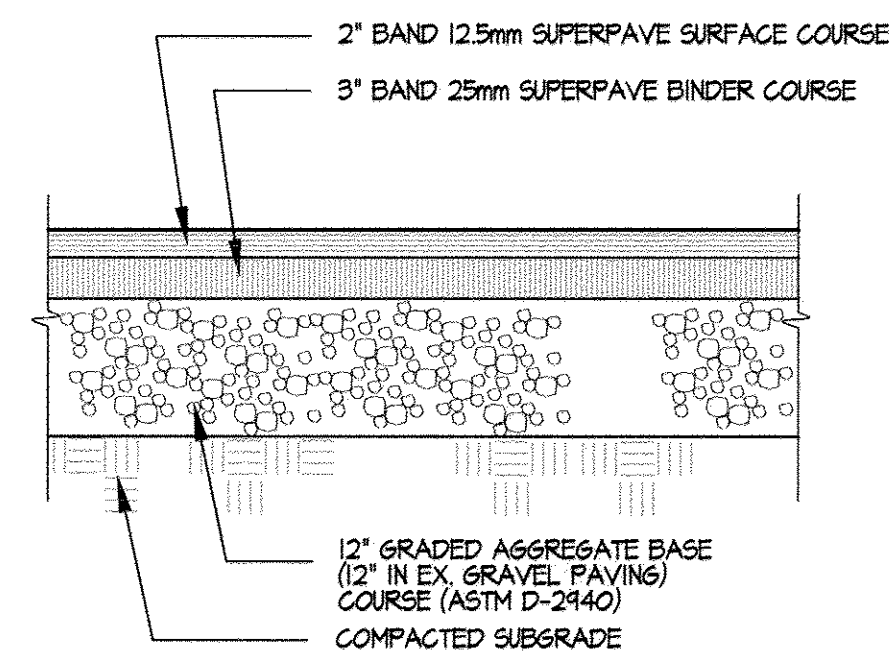 2" BAND 12.5mm SUPERPAVE SURFACE COURSE
3" BAND 25mm SUPERPAVE BINDER COURSE
12" GRADED AGGREGATE BASE
(12" IN EX. GRAVEL PAVING)
COURSE (ASTM D-2940)
COMPACTED SUBGRADE